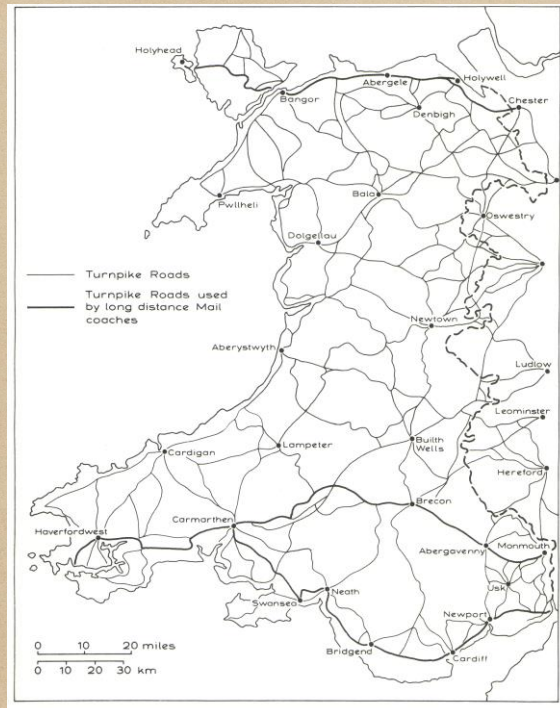 Holyhead
Bangor
Abergele
Holywell
Chester
Denbigh
Pwllheli
Bala
Oswestry
Dolgellau
Turnpike Roads
Turnpike Roads used
by long distance Mail
coaches
Newtown
Aberystwyth
Ludlow
Leominster
Lampeter
Builth
Wells
Cardigan
Hereford
Brecon
Carmarthen
Haverfordwest
Abergavenny
Monmouth
Usk
Neath
Swansea
Newport
Bridgend
Cardiff
0 10 20 miles
0 10 20 30 km